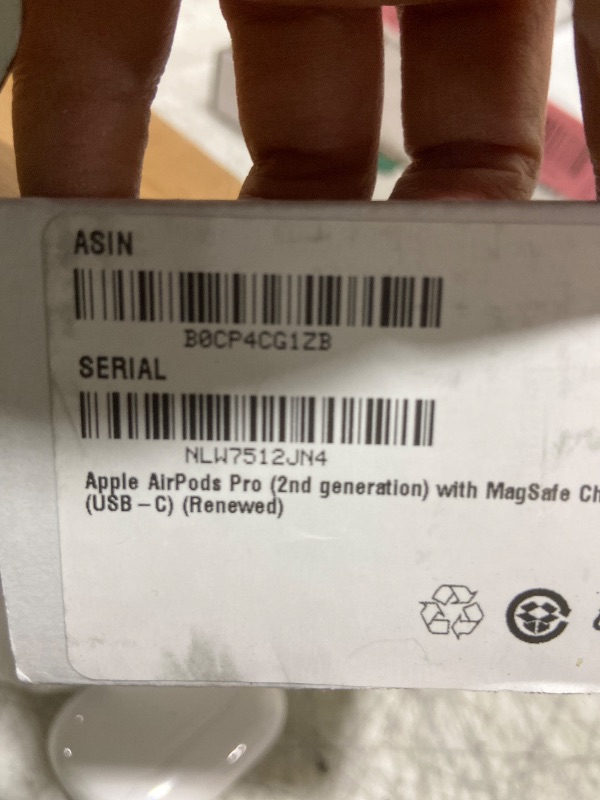 ASIN
B0CP4CG1ZB
SERIAL
NLW7512JN4
Apple AirPods Pro (2nd generation) with MagSafe Ch
(USB-C) (Renewed)